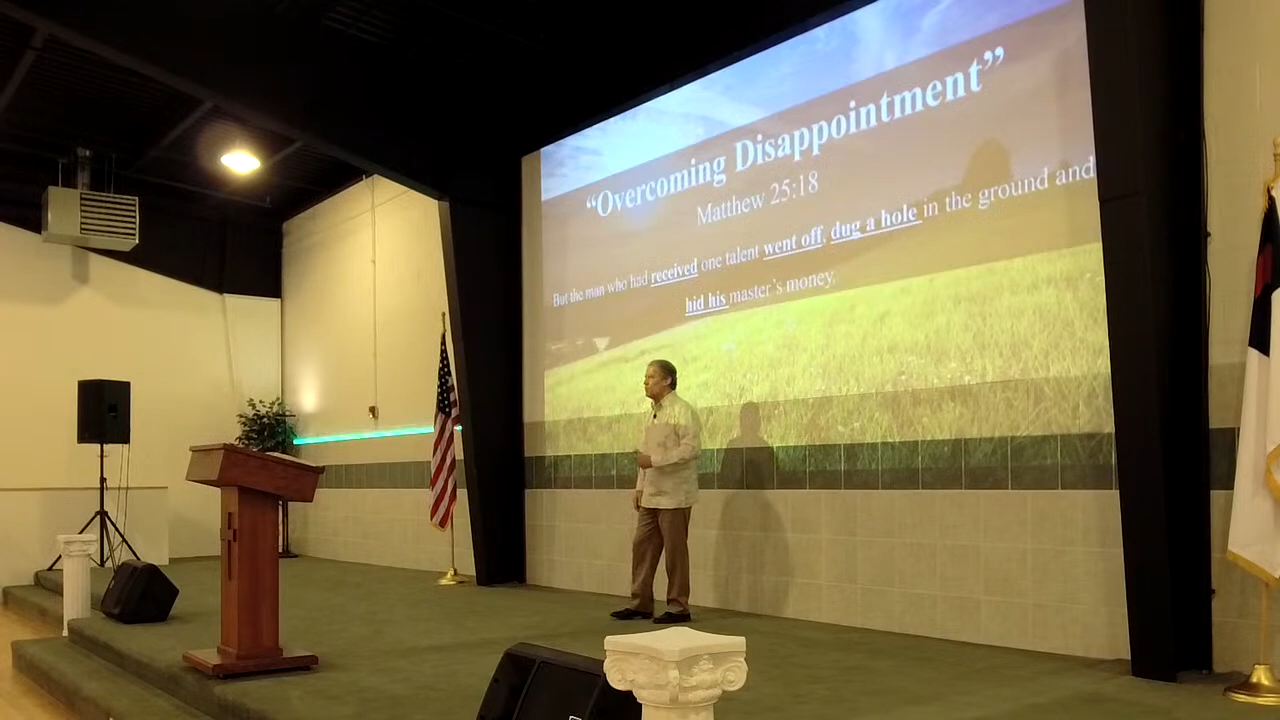 “Overcoming Disappointment”
Matthew 25:18
But the man who had received one talent went off, dug a hole in the ground and
hid his master’s money.